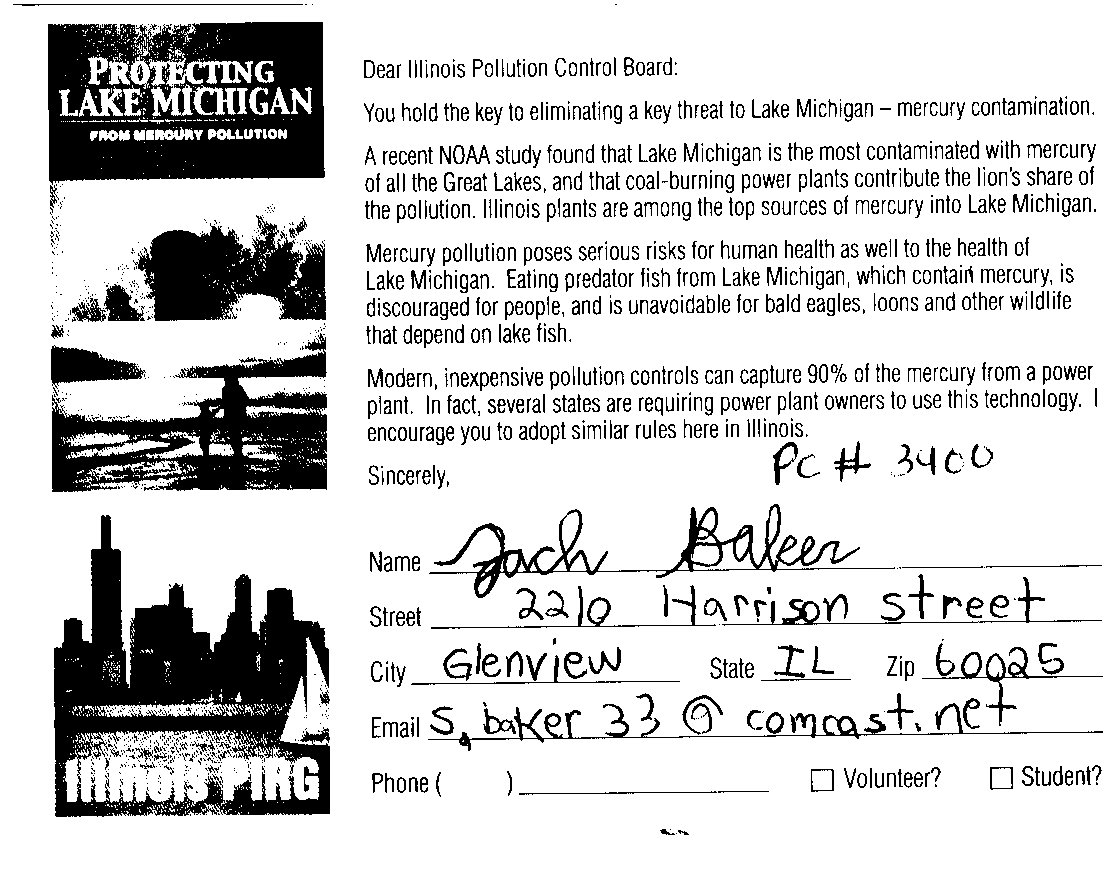 PROTECTING
LAKE MICHIGAN
FROM MERCURY POLLUTION
Illinois PIRG
Dear Illinois Pollution Control Board:
You hold the key to eliminating a key threat to Lake Michigan – mercury contamination.
A recent NOAA study found that Lake Michigan is the most contaminated with mercury
of all the Great Lakes, and that coal-burning power plants contribute the lion's share of
the pollution. Illinois plants are among the top sources of mercury into Lake Michigan.
Mercury pollution poses serious risks for human health as well to the health of
Lake Michigan. Eating predator fish from Lake Michigan, which contain mercury, is
discouraged for people, and is unavoidable for bald eagles, loons and other wildlife
that depend on lake fish.
Modern, inexpensive pollution controls can capture 90% of the mercury from a power
plant. In fact, several states are requiring power plant owners to use this technology. I
encourage you to adopt similar rules here in Illinois.
Sincerely,
PC # 3400
Name Zach Baker
Street 2210 Harrison street
City Glenview State IL Zip 60025
Email s.baker33@comcast.net
Phone ( )
Volunteer? Student?